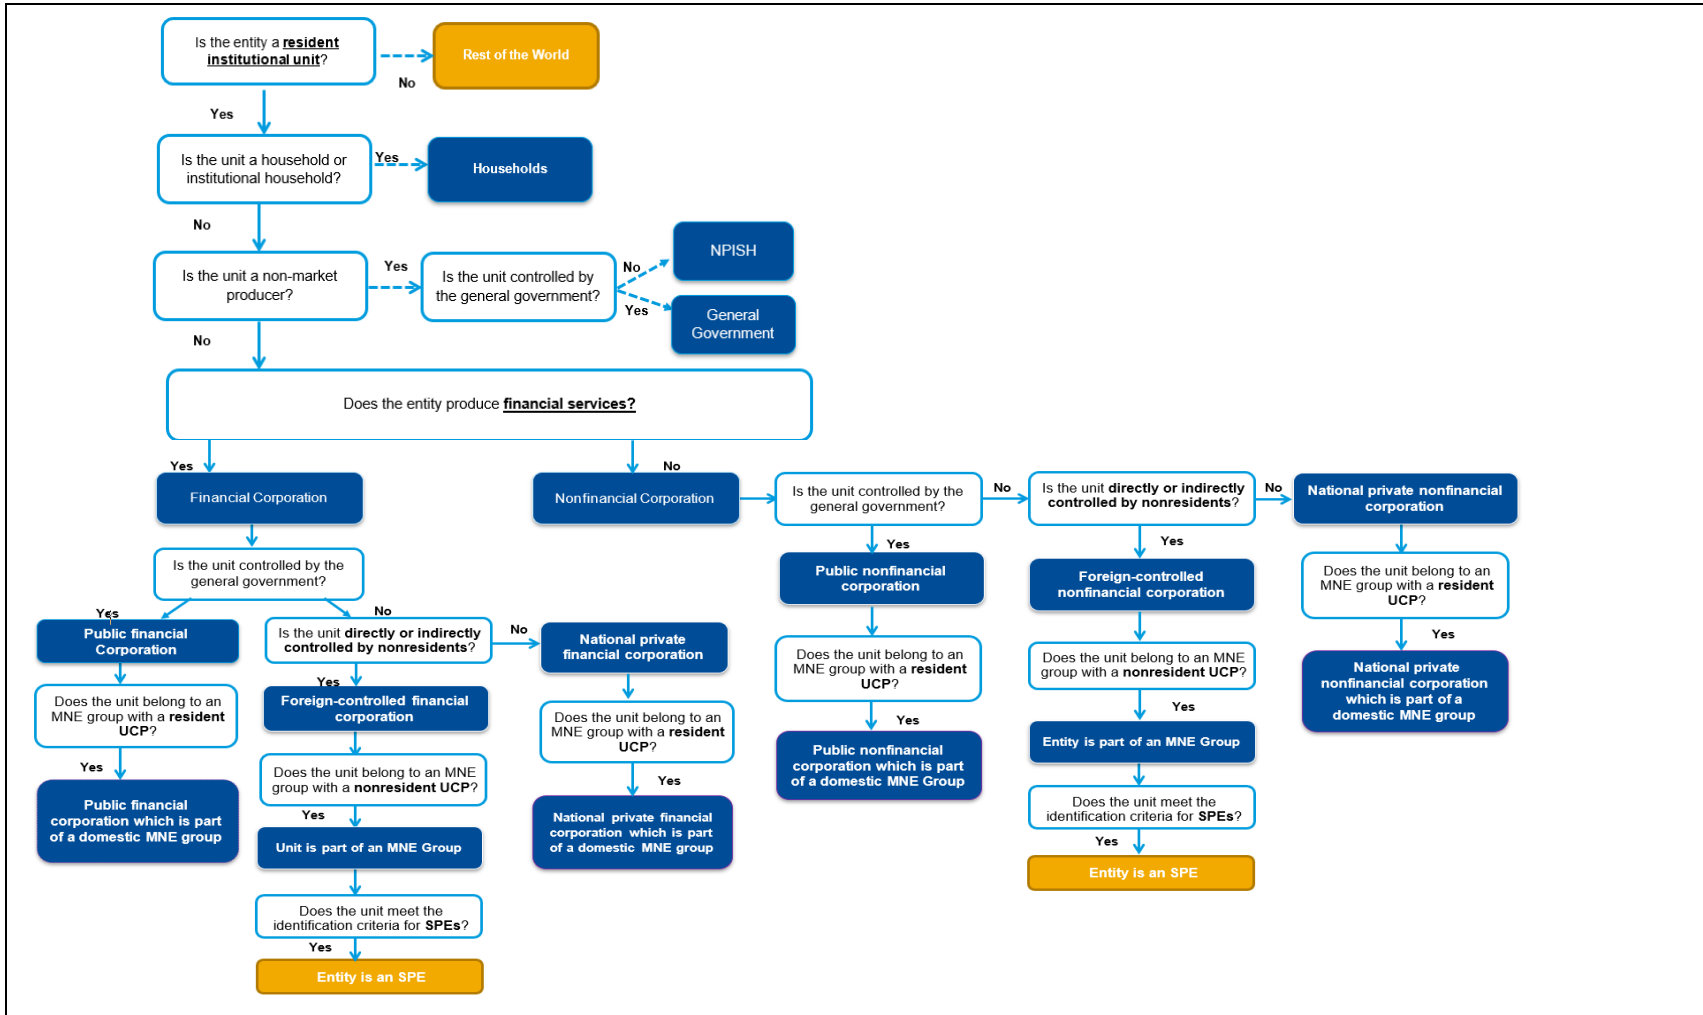 Is the entity a resident
institutional unit?
Rest of the World
No
Yes
Is the unit a household or
institutional household?
Yes
Households
No
Is the unit a non-market
producer?
Yes
Is the unit controlled by
the general government?
No
NPISH
Yes
General
Government
No
Does the entity produce financial services?
Yes
No
Financial Corporation
Is the unit controlled by the
general government?
Yes
Public financial
Corporation
Does the unit belong to an
MNE group with a resident
UCP?
Yes
Public financial
corporation which is part
of a domestic MNE group
No
Is the unit directly or indirectly
controlled by nonresidents?
Yes
Foreign-controlled financial
corporation
Does the unit belong to an MNE
group with a nonresident UCP?
Yes
Unit is part of an MNE Group
Does the unit meet the
identification criteria for SPEs?
Yes
Entity is an SPE
No
National private
financial corporation
Does the unit belong to an
MNE group with a resident
UCP?
Yes
National private financial
corporation which is part
of a domestic MNE group
Nonfinancial Corporation
Is the unit controlled by the
general government?
Yes
Public nonfinancial
corporation
Does the unit belong to an
MNE group with a resident
UCP?
Yes
Public nonfinancial
corporation which is part
of a domestic MNE Group
No
Is the unit directly or indirectly
controlled by nonresidents?
Yes
Foreign-controlled
nonfinancial corporation
Does the unit belong to an MNE
group with a nonresident UCP?
Yes
Entity is part of an MNE Group
Does the unit meet the
identification criteria for SPEs?
Yes
Entity is an SPE
No
National private nonfinancial
corporation
Does the unit belong to an
MNE group with a resident
UCP?
Yes
National private
nonfinancial corporation
which is part of a
domestic MNE group